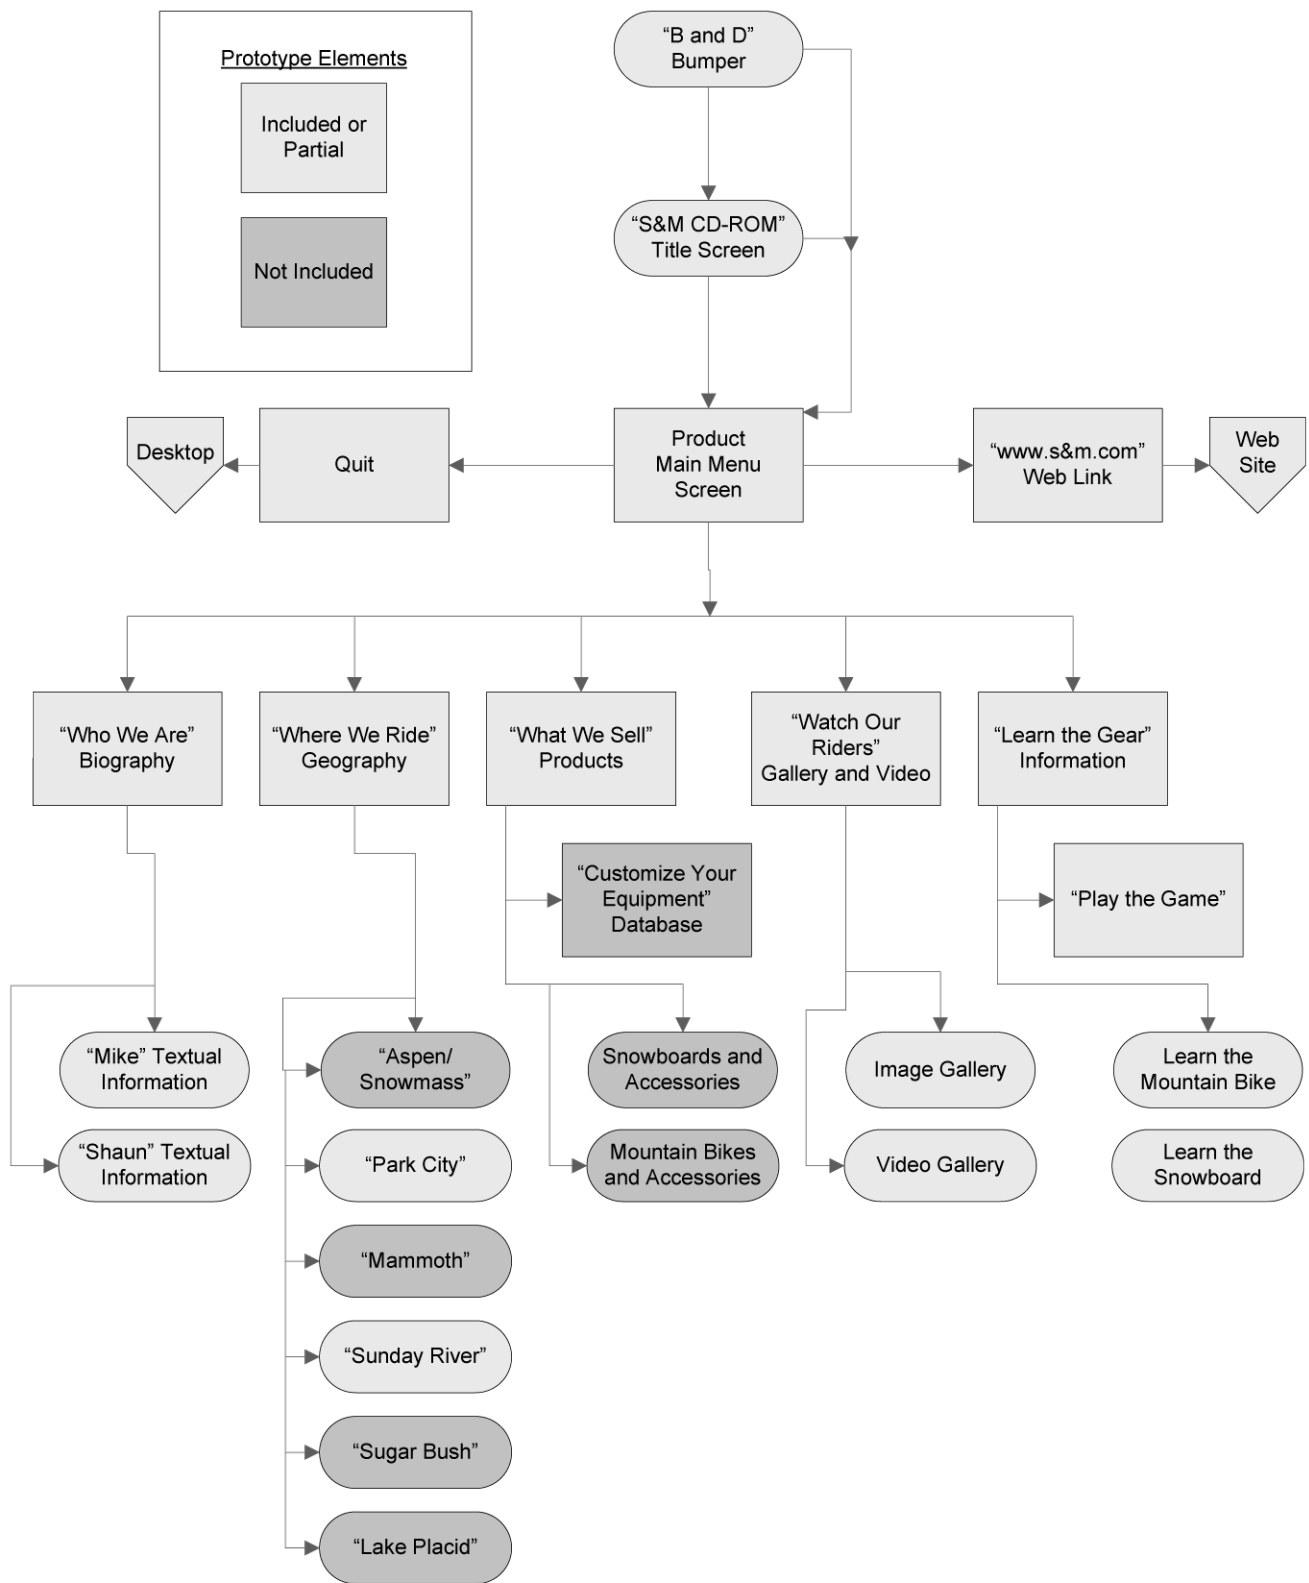 Prototype Elements
Included or
Partial
Not Included
“B and D”
Bumper
“S&M CD-ROM”
Title Screen
Desktop
Quit
Product
Main Menu
Screen
“www.s&m.com”
Web Link
Web
Site
“Who We Are”
Biography
“Where We Ride”
Geography
“What We Sell”
Products
“Watch Our
Riders”
Gallery and Video
“Learn the Gear”
Information
“Customize Your
Equipment”
Database
“Play the Game”
“Mike” Textual
Information
“Aspen/
Snowmass”
Snowboards and
Accessories
Image Gallery
Learn the
Mountain Bike
“Shaun” Textual
Information
“Park City”
Mountain Bikes
and Accessories
Video Gallery
Learn the
Snowboard
“Mammoth”
“Sunday River”
“Sugar Bush”
“Lake Placid”